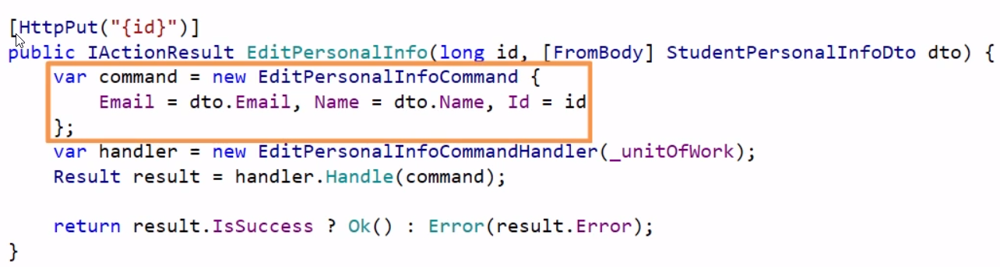 [HttpPut("{id}")]
public IActionResult EditPersonalInfo(long id, [FromBody] StudentPersonalInfoDto dto) {
    var command = new EditPersonalInfoCommand {
        Email = dto.Email, Name = dto.Name, Id = id
    };
    var handler = new EditPersonalInfoCommandHandler(_unitOfWork);
    Result result = handler.Handle(command);

    return result.IsSuccess ? Ok() : Error(result.Error);
}